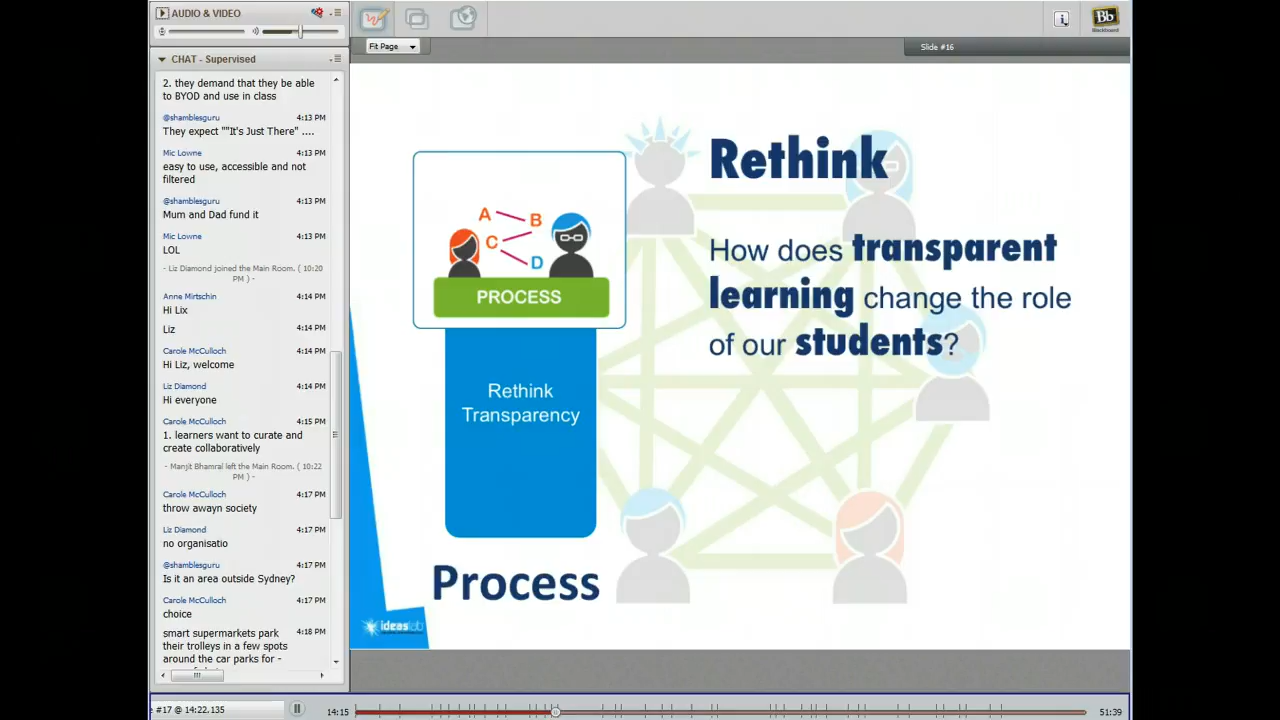 AUDIO & VIDEO
CHAT - Supervised
2. they demand that they be able
to BYOD and use in class
@shamblesguru 4:13 PM
They expect ""It's Just There" ....
Mic Lowne 4:13 PM
easy to use, accessible and not
filtered
@shamblesguru 4:13 PM
Mum and Dad fund it
Mic Lowne 4:13 PM
LOL
- Liz Diamond joined the Main Room. ( 10:20
PM ) -
Anne Mirtschin 4:14 PM
Hi Lix
Liz 4:14 PM
Carole McCulloch 4:14 PM
Hi Liz, welcome
Liz Diamond 4:14 PM
Hi everyone
Carole McCulloch 4:15 PM
1. learners want to curate and
create collaboratively
- Manjit Bhamral left the Main Room. ( 10:22
PM ) -
Carole McCulloch 4:17 PM
throw awayn society
Liz Diamond 4:17 PM
no organisatio
@shamblesguru 4:17 PM
Is it an area outside Sydney?
Carole McCulloch 4:17 PM
choice
smart supermarkets park 4:18 PM
their trolleys in a few spots
around the car parks for -
Fit Page
Slide #16
Bb
Blackboard
A B
C
D
PROCESS
Rethink
Transparency
Process
Rethink
How does transparent
learning change the role
of our students?
ideaslab
#17 @ 14:22.135
14:15
51:39